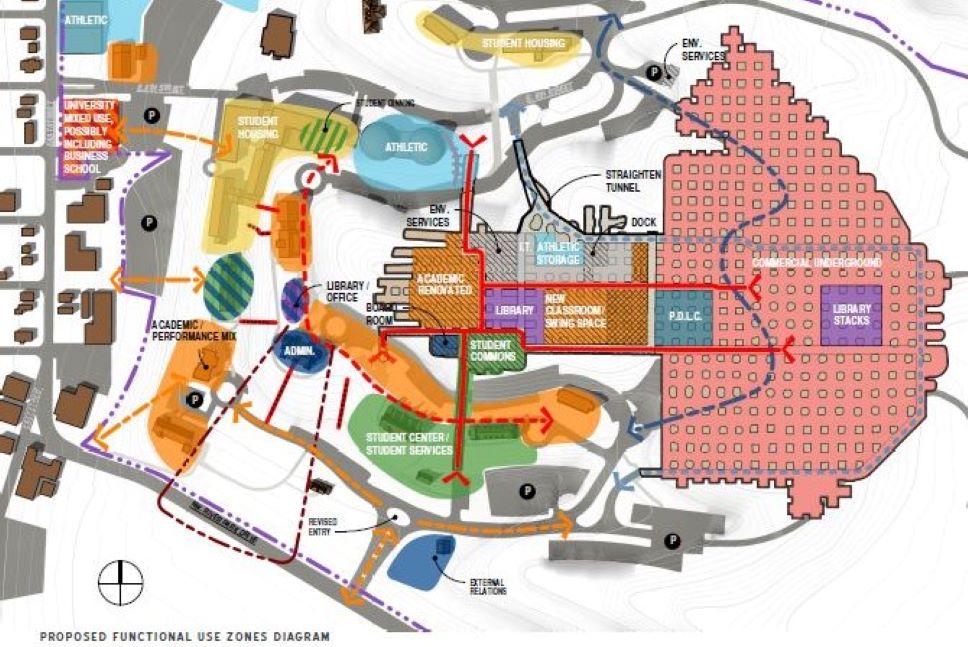 ATHLETIC
STUDENT HOUSING
ENV.
SERVICES
P
UNIVERSITY
MIXED USE,
POSSIBLY
INCLUDING
BUSINESS
SCHOOL
P
STUDENT
HOUSING
STUDENT DINING
ATHLETIC
STRAIGHTEN
TUNNEL
P
ENV.
SERVICES
DOCK
I.T.
ATHLETIC
STORAGE
COMMERCIAL UNDERGROUND
ACADEMIC
RENOVATED
LIBRARY /
OFFICE
BOARD
ROOM
LIBRARY
NEW
CLASSROOM /
SWING SPACE
P.D.L.C.
LIBRARY
STACKS
ACADEMIC /
PERFORMANCE MIX
ADMIN.
STUDENT
COMMONS
P
STUDENT CENTER /
STUDENT SERVICES
P
REVISED
ENTRY
P
EXTERNAL
RELATIONS
PROPOSED FUNCTIONAL USE ZONES DIAGRAM